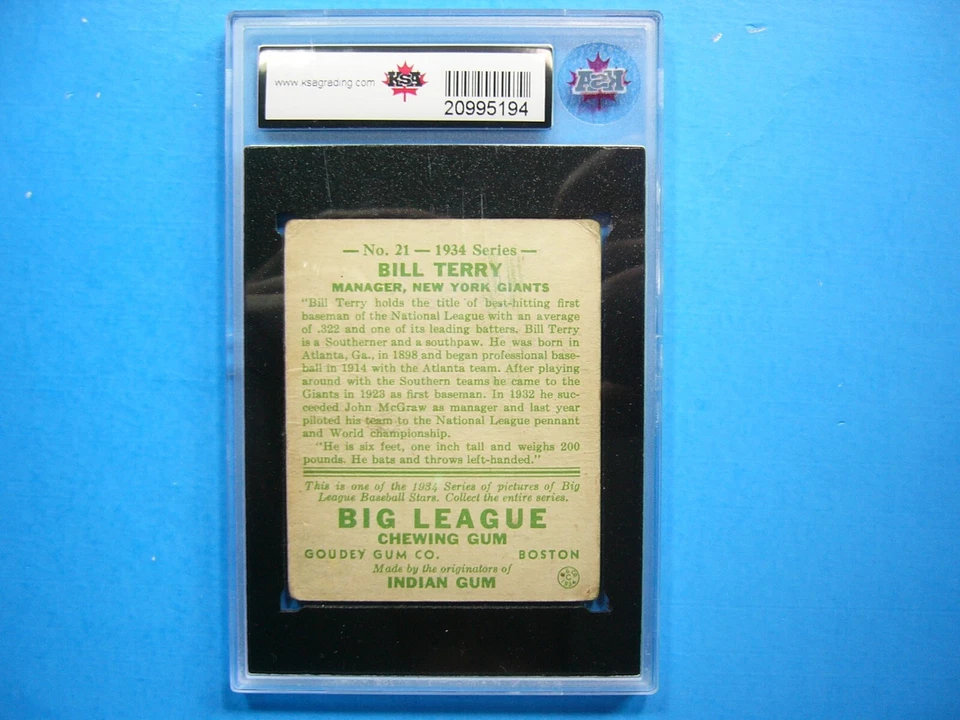 www.ksagrading.com
KSA
20995194
KSA
— No. 21 — 1934 Series —
BILL TERRY
MANAGER, NEW YORK GIANTS
"Bill Terry holds the title of best-hitting first
baseman of the National League with an average
of .322 and one of its leading batters. Bill Terry
is a Southerner and a southpaw. He was born in
Atlanta, Ga., in 1898 and began professional base-
ball in 1914 with the Atlanta team. After playing
around with the Southern teams he came to the
Giants in 1923 as first baseman. In 1932 he suc-
ceeded John McGraw as manager and last year
piloted his team to the National League pennant
and World championship.
"He is six feet, one inch tall and weighs 200
pounds. He bats and throws left-handed."
This is one of the 1934 Series of pictures of Big
League Baseball Stars. Collect the entire series.
BIG LEAGUE
CHEWING GUM
GOUDEY GUM CO. BOSTON
Made by the originators of
INDIAN GUM